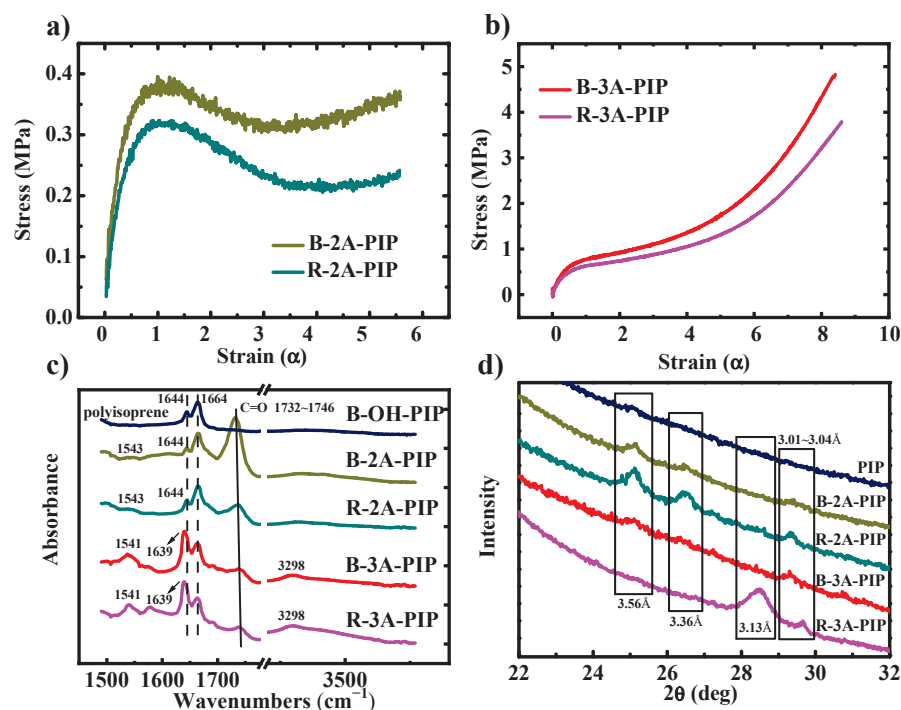 a)
0.4
0.3
0.2
0.1
0.0
Stress (MPa)
B-2A-PIP
R-2A-PIP
0 1 2 3 4 5 6
Strain (α)
b)
5
4
3
2
1
0
Stress (MPa)
B-3A-PIP
R-3A-PIP
0 2 4 6 8 10
Strain (α)
c)
Absorbance
1644 1664
C=O 1732~1746
polyisoprene
B-OH-PIP
1543 1644
B-2A-PIP
1543 1644
R-2A-PIP
1541 1639 3298
B-3A-PIP
1541 1639 3298
R-3A-PIP
1500 1600 1700 3500
Wavenumbers (cm⁻¹)
d)
Intensity
3.01~3.04Å
PIP
B-2A-PIP
R-2A-PIP
B-3A-PIP
R-3A-PIP
3.56Å
3.36Å
3.13Å
22 24 26 28 30 32
2θ (deg)